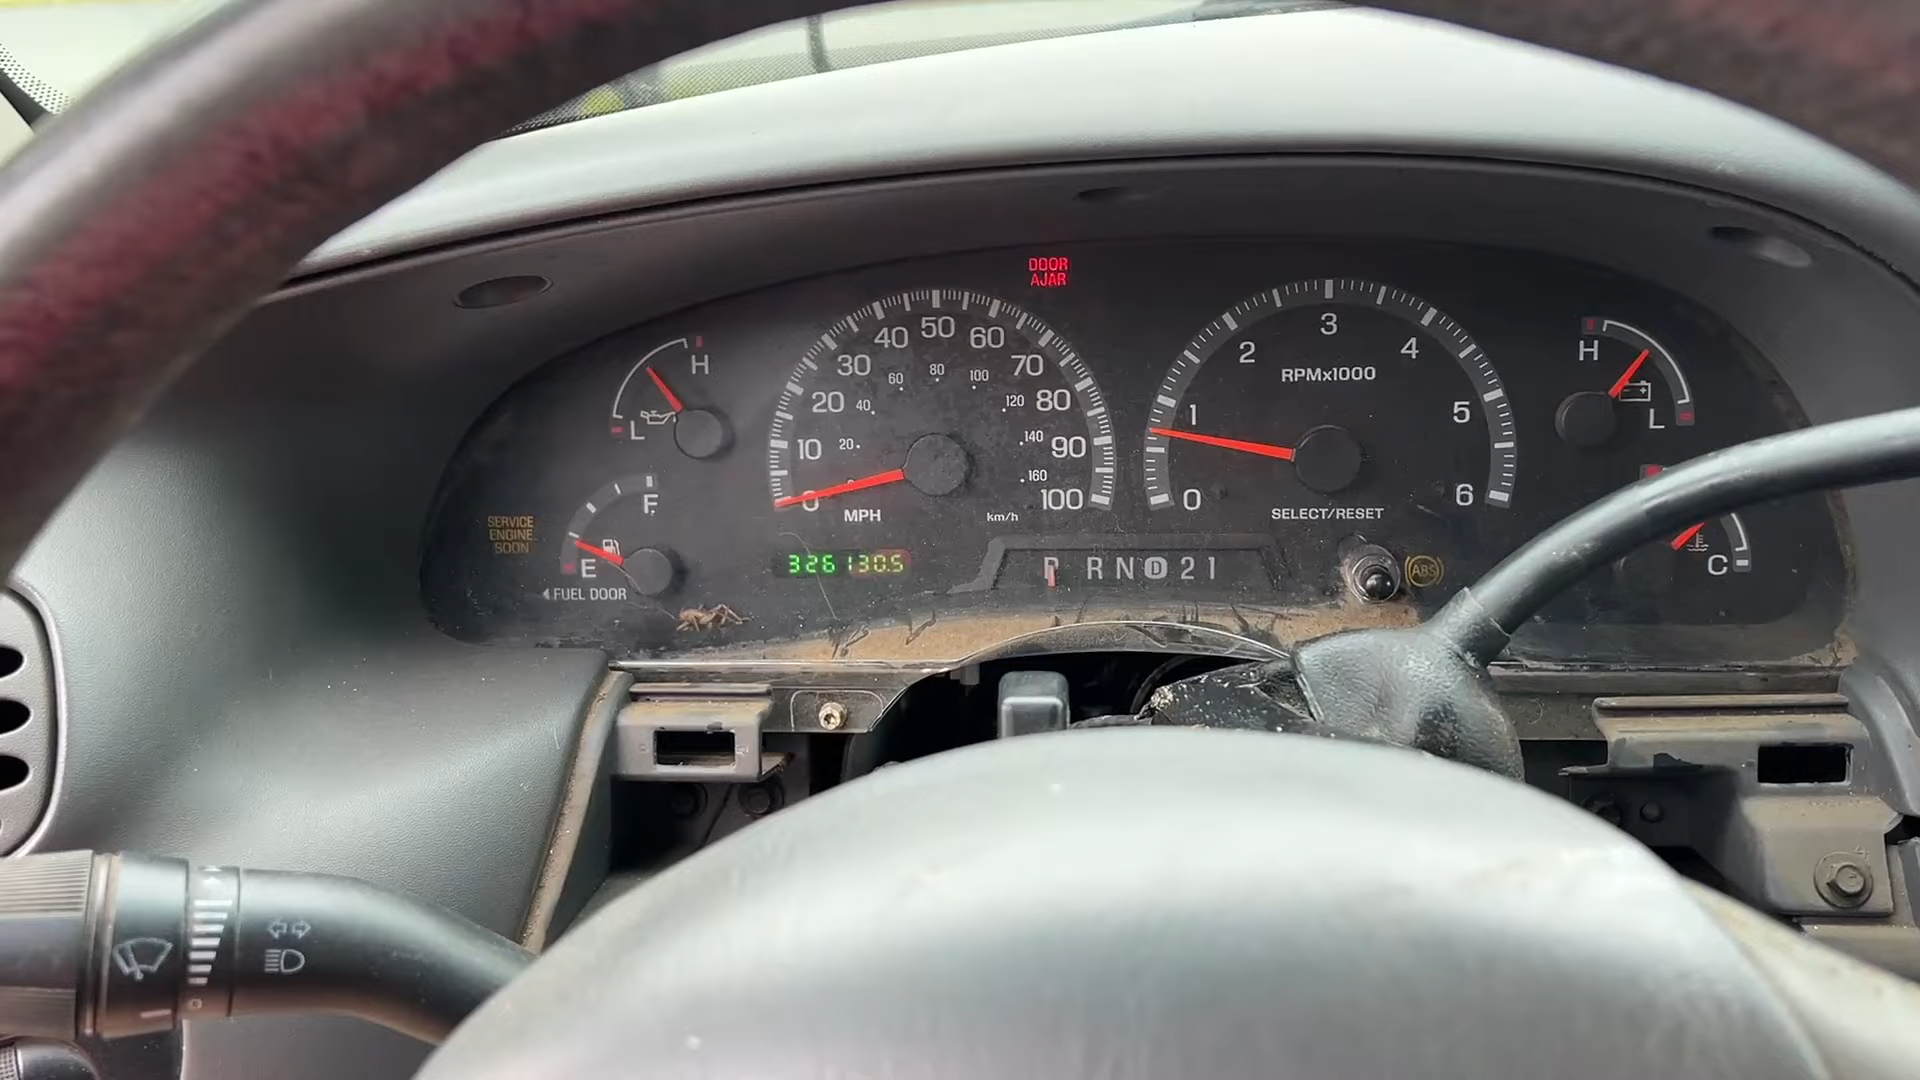 DOOR
AJAR
H
L
F
E
◀ FUEL DOOR
SERVICE
ENGINE
SOON
0
10
20
30
40
50
60
70
80
90
100
20
40
60
80
100
120
140
160
MPH
km/h
326130.5
0
1
2
3
4
5
6
RPMx1000
SELECT/RESET
P R N D 2 1
ABS
H
L
C
0